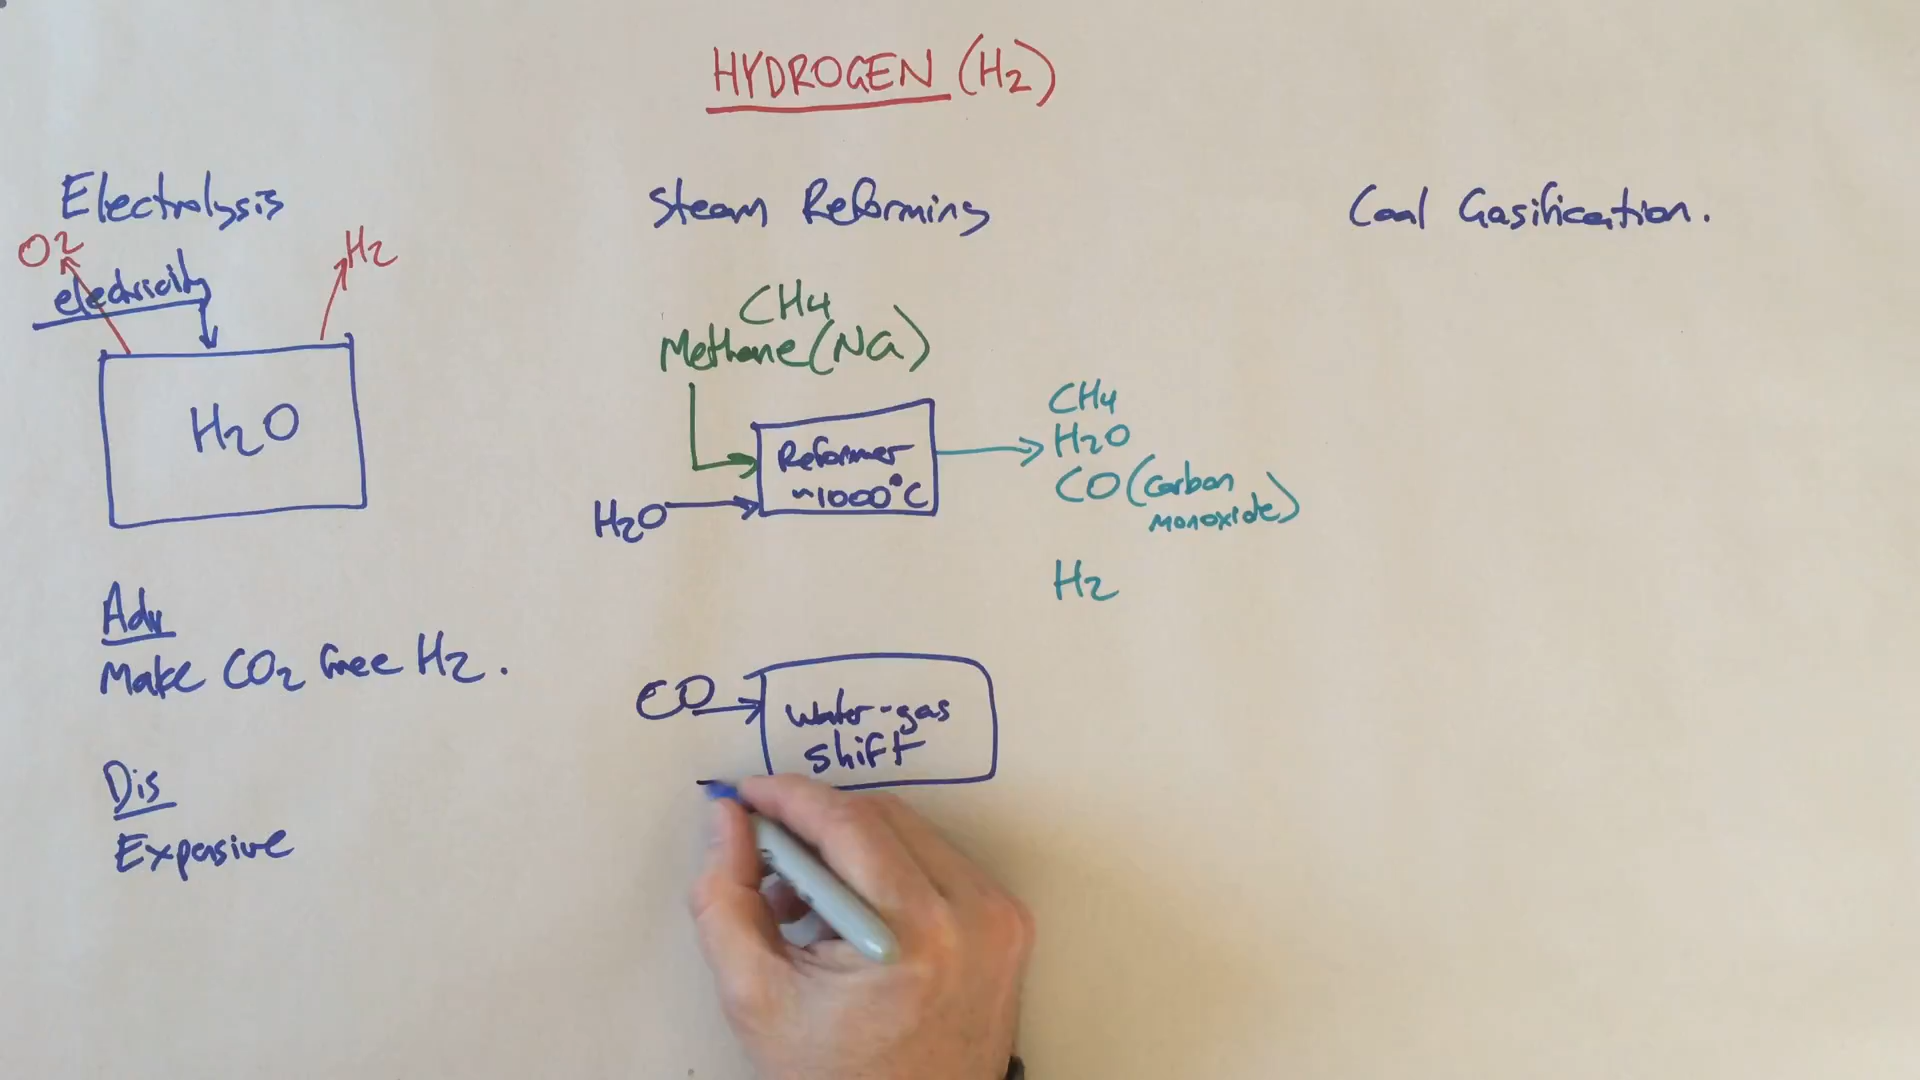 HYDROGEN (H2)
Electrolysis
O2
H2
electricity
H2O
Adv
Make CO2 free H2.
Dis
Expensive
Steam Reforming
CH4
Methane (NG)
Reformer
~1000°C
H2O
CH4
H2O
CO (Carbon
monoxide)
H2
CO
water-gas
shift
Coal Gasification.